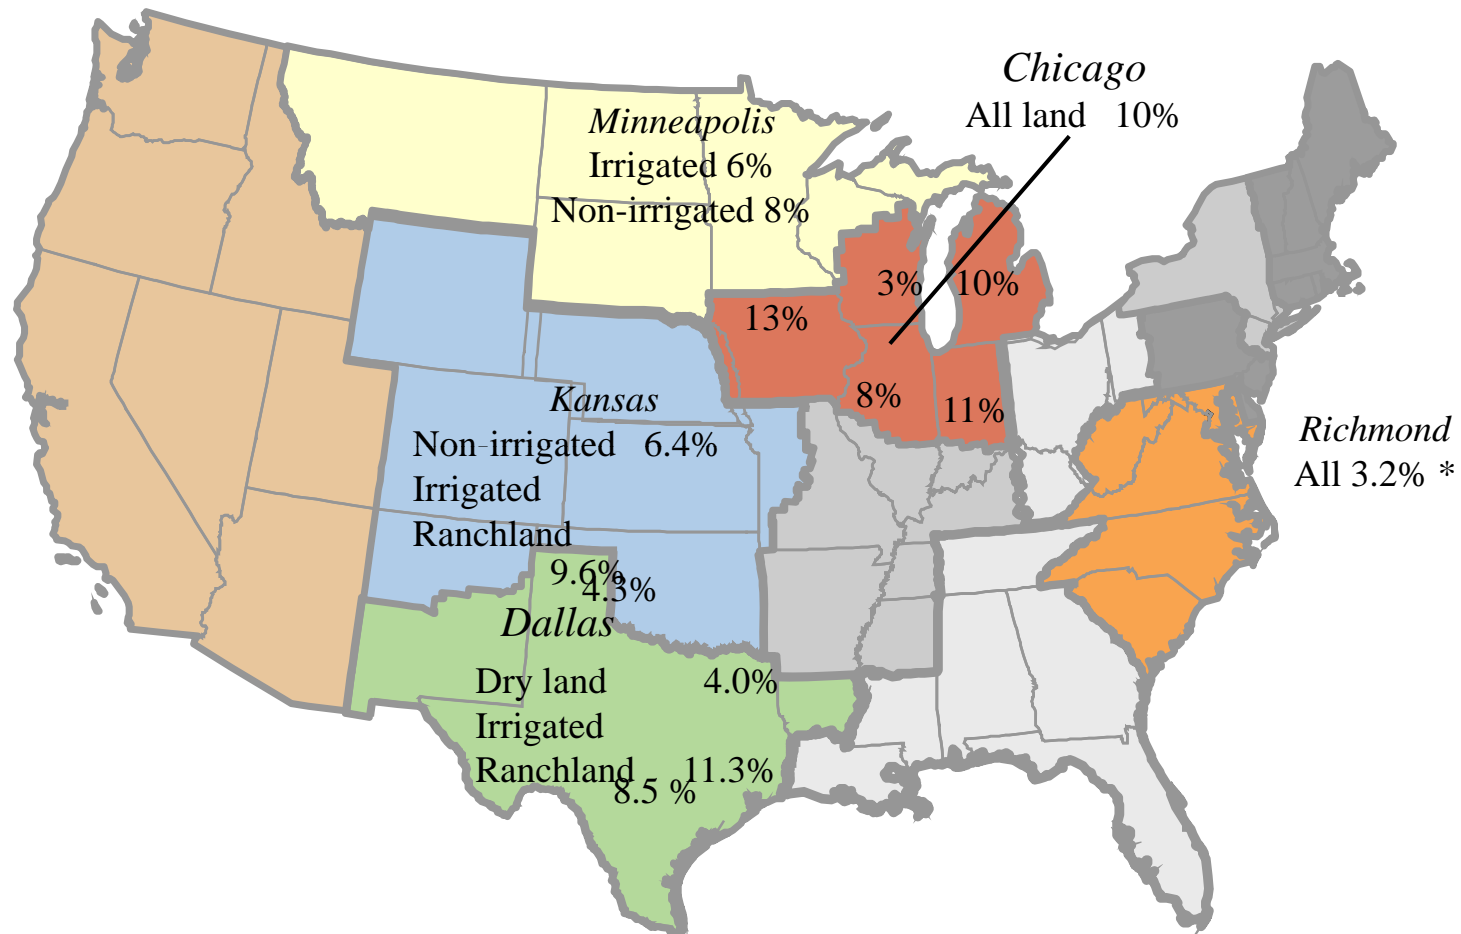 Chicago
All land 10%
Minneapolis
Irrigated 6%
Non-irrigated 8%
3%
10%
13%
8%
11%
Kansas
Non-irrigated 6.4%
Irrigated
Ranchland
9.6%
4.3%
Richmond
All 3.2% *
Dallas
Dry land 4.0%
Irrigated
Ranchland 11.3%
8.5 %